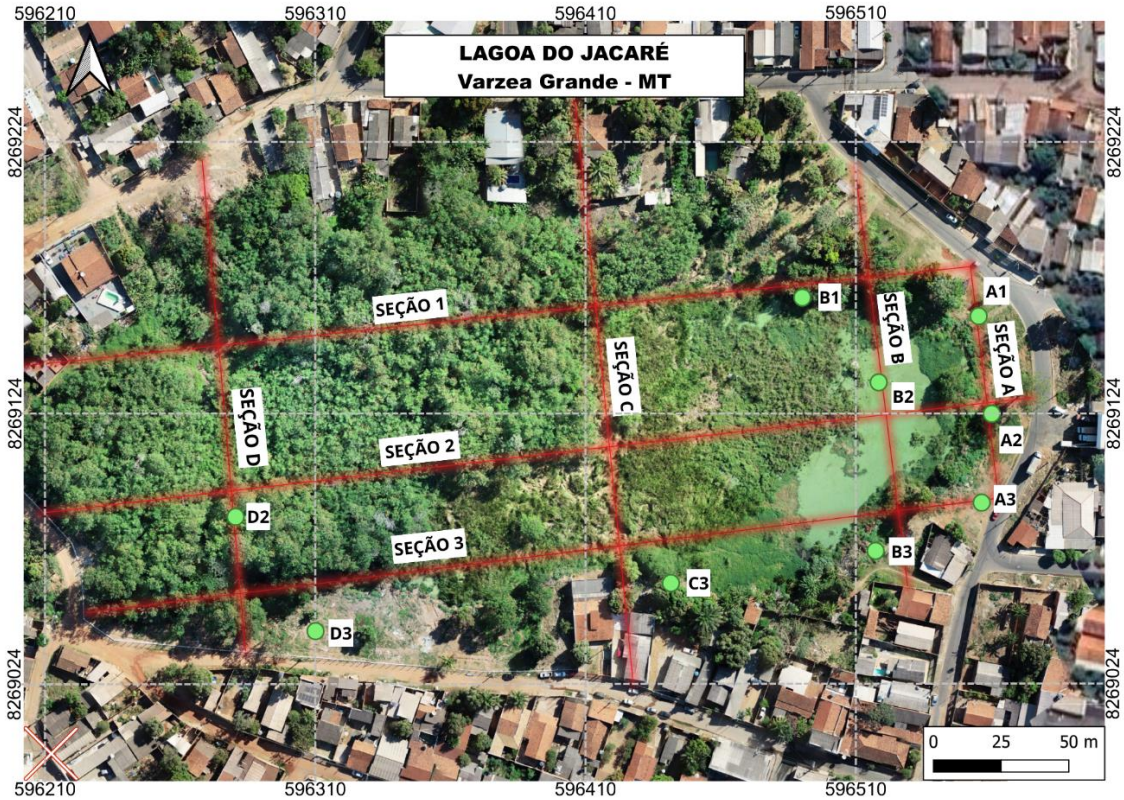 596210
596310
596410
596510
LAGOA DO JACARÉ
Varzea Grande - MT
8269224
8269224
A1
B1
SEÇÃO 1
SEÇÃO B
SEÇÃO A
SEÇÃO C
B2
SEÇÃO D
8269124
8269124
A2
SEÇÃO 2
A3
D2
SEÇÃO 3
B3
C3
D3
8269024
8269024
0 25 50 m
596210
596310
596410
596510